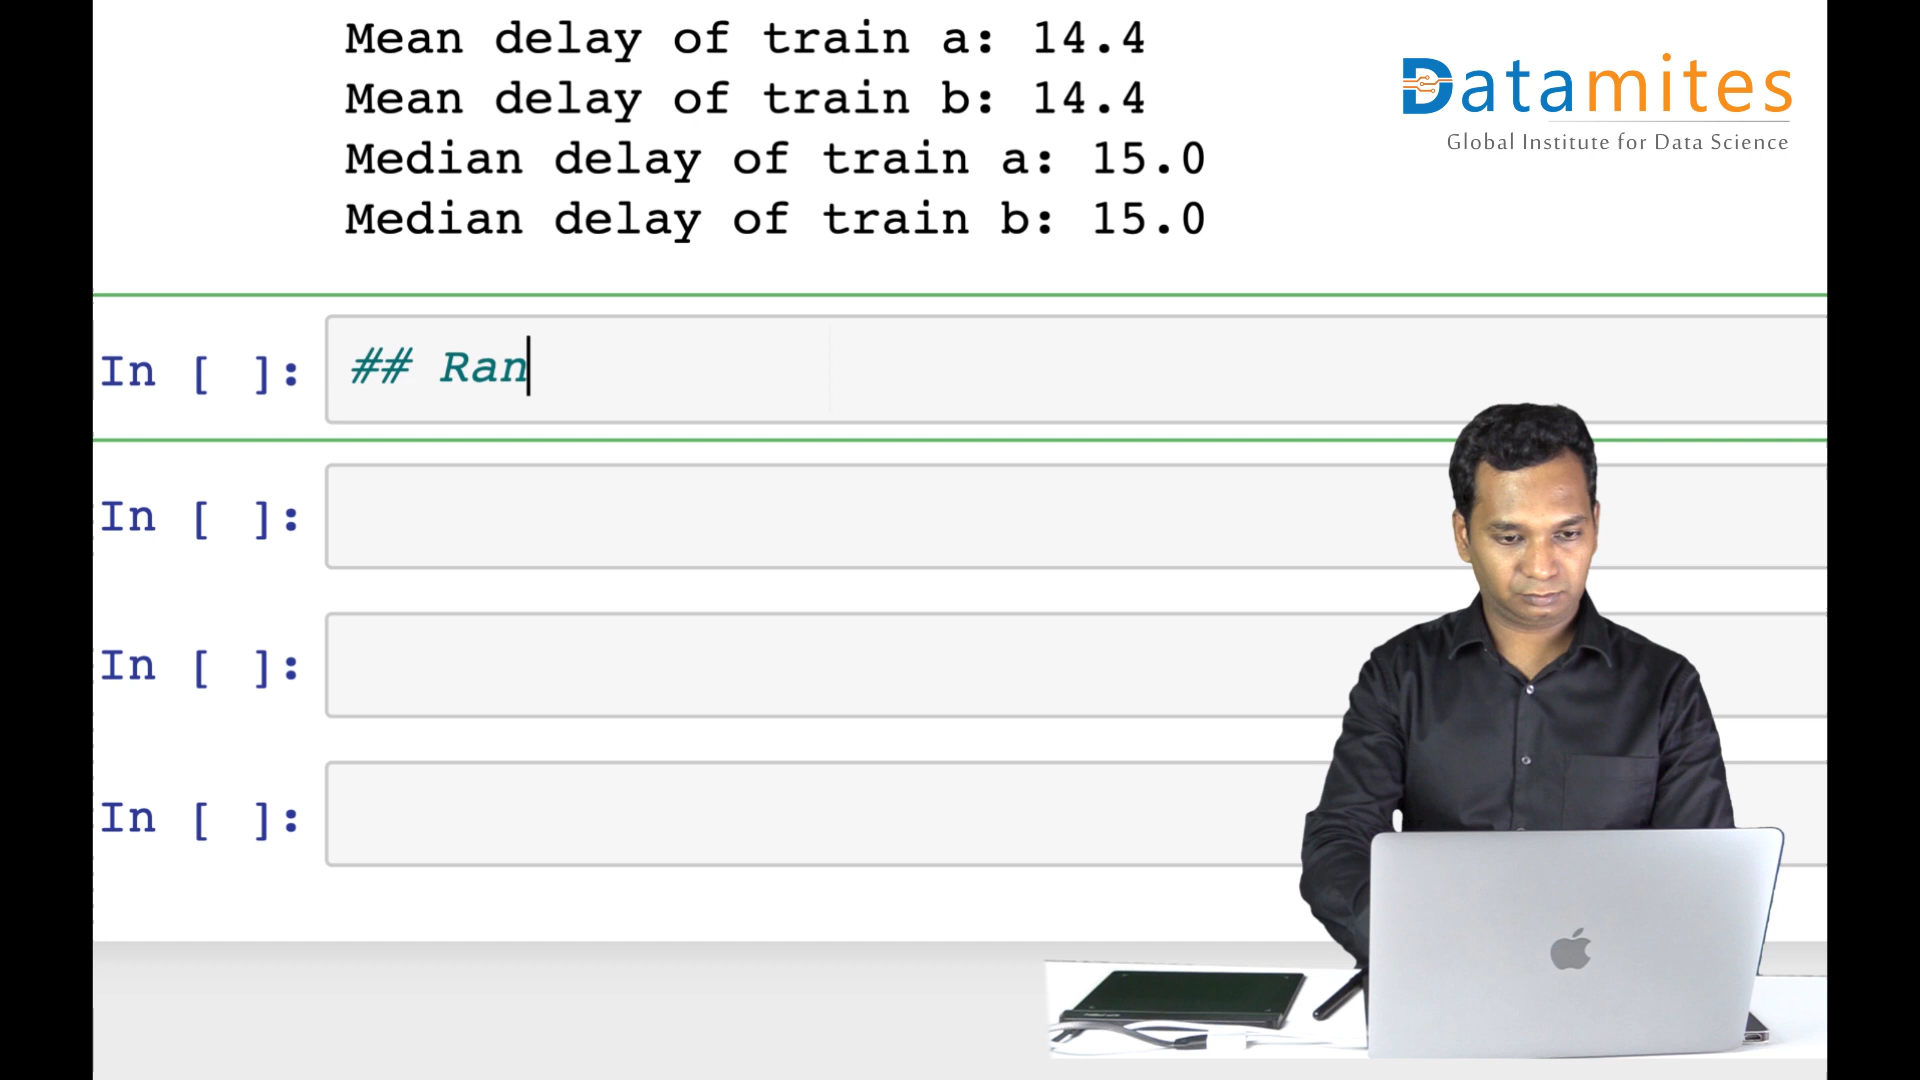 Mean delay of train a: 14.4
Mean delay of train b: 14.4
Median delay of train a: 15.0
Median delay of train b: 15.0
Datamites
Global Institute for Data Science
In [ ]: ## Ran
In [ ]:
In [ ]:
In [ ]: